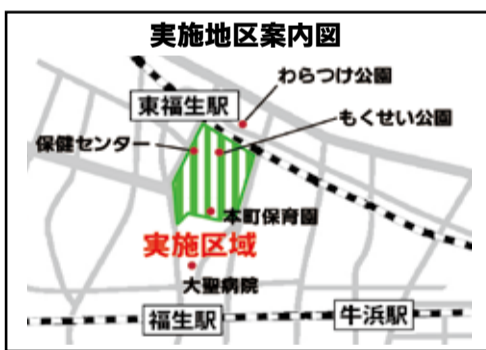 実施地区案内図
わらつけ公園
東福生駅
もくせい公園
保健センター
本町保育園
実施区域
大聖病院
福生駅
牛浜駅